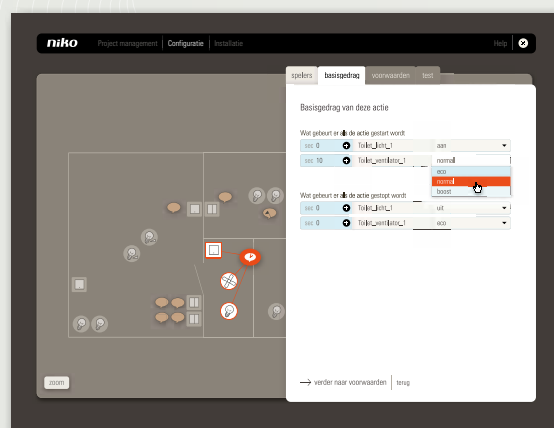 niko Project management Configuratie Installatie Help
spelers basisgedrag voorwaarden test
Basisgedrag van deze actie
Wat gebeurt er als de actie gestart wordt
sec 0 Toilet_licht_1 aan
sec 10 Toilet_ventilator_1 normaal
eco
normal
boost
Wat gebeurt er als de actie gestopt wordt
sec 0 Toilet_licht_1 uit
sec 0 Toilet_ventilator_1 eco
zoom
verder naar voorwaarden terug